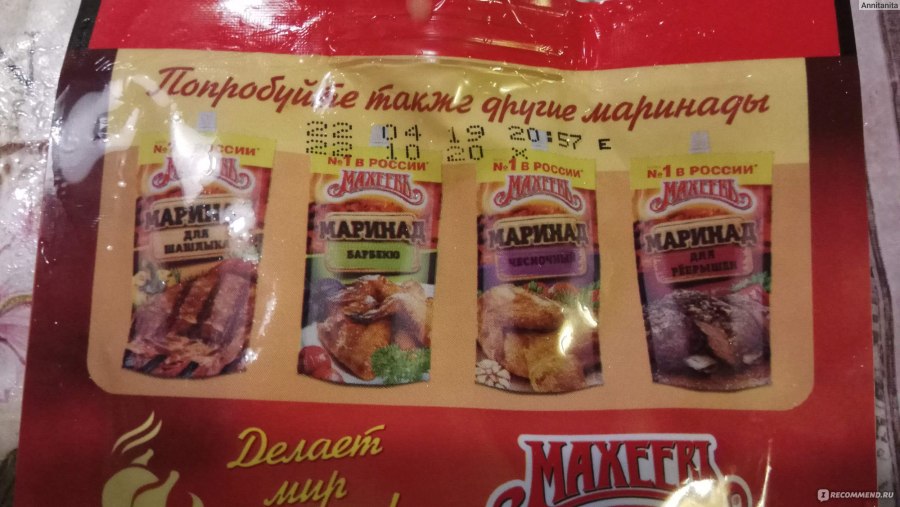 Annitanita
Попробуйте также другие маринады
22 04 19 20:57 E
22 10 20 X
№1 В РОССИИ*
МАХЕЕВЪ
МАРИНАД
ДЛЯ
ШАШЛЫКА
№1 В РОССИИ*
МАХЕЕВЪ
МАРИНАД
БАРБЕКЮ
№1 В РОССИИ*
МАХЕЕВЪ
МАРИНАД
ЧЕСНОЧНЫЙ
№1 В РОССИИ*
МАХЕЕВЪ
МАРИНАД
ДЛЯ
РЁБРЫШЕК
Делает
мир
МАХЕЕВЪ
IRECOMMEND.RU